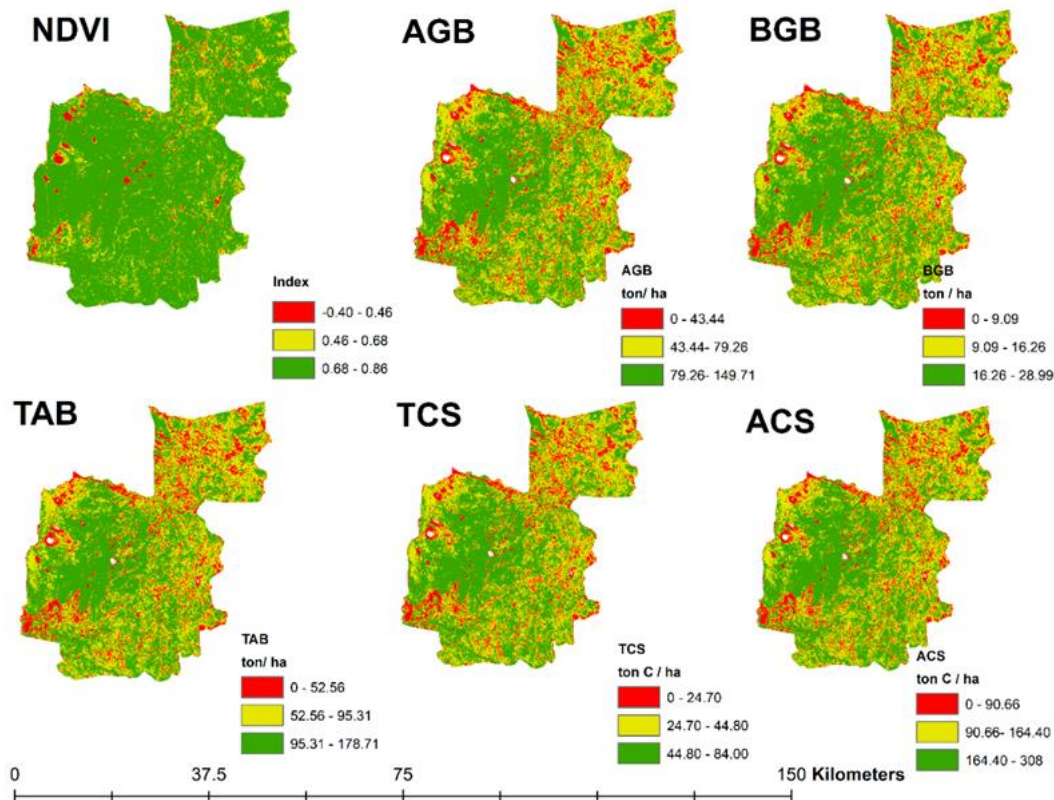 NDVI
AGB
BGB
Index
-0.40 - 0.46
0.46 - 0.68
0.68 - 0.86
AGB
ton/ ha
0 - 43.44
43.44- 79.26
79.26- 149.71
BGB
ton / ha
0 - 9.09
9.09 - 16.26
16.26 - 28.99
TAB
TCS
ACS
TAB
ton/ ha
0 - 52.56
52.56 - 95.31
95.31 - 178.71
TCS
ton C / ha
0 - 24.70
24.70 - 44.80
44.80 - 84.00
ACS
ton C / ha
0 - 90.66
90.66- 164.40
164.40 - 308
0 37.5 75 150 Kilometers